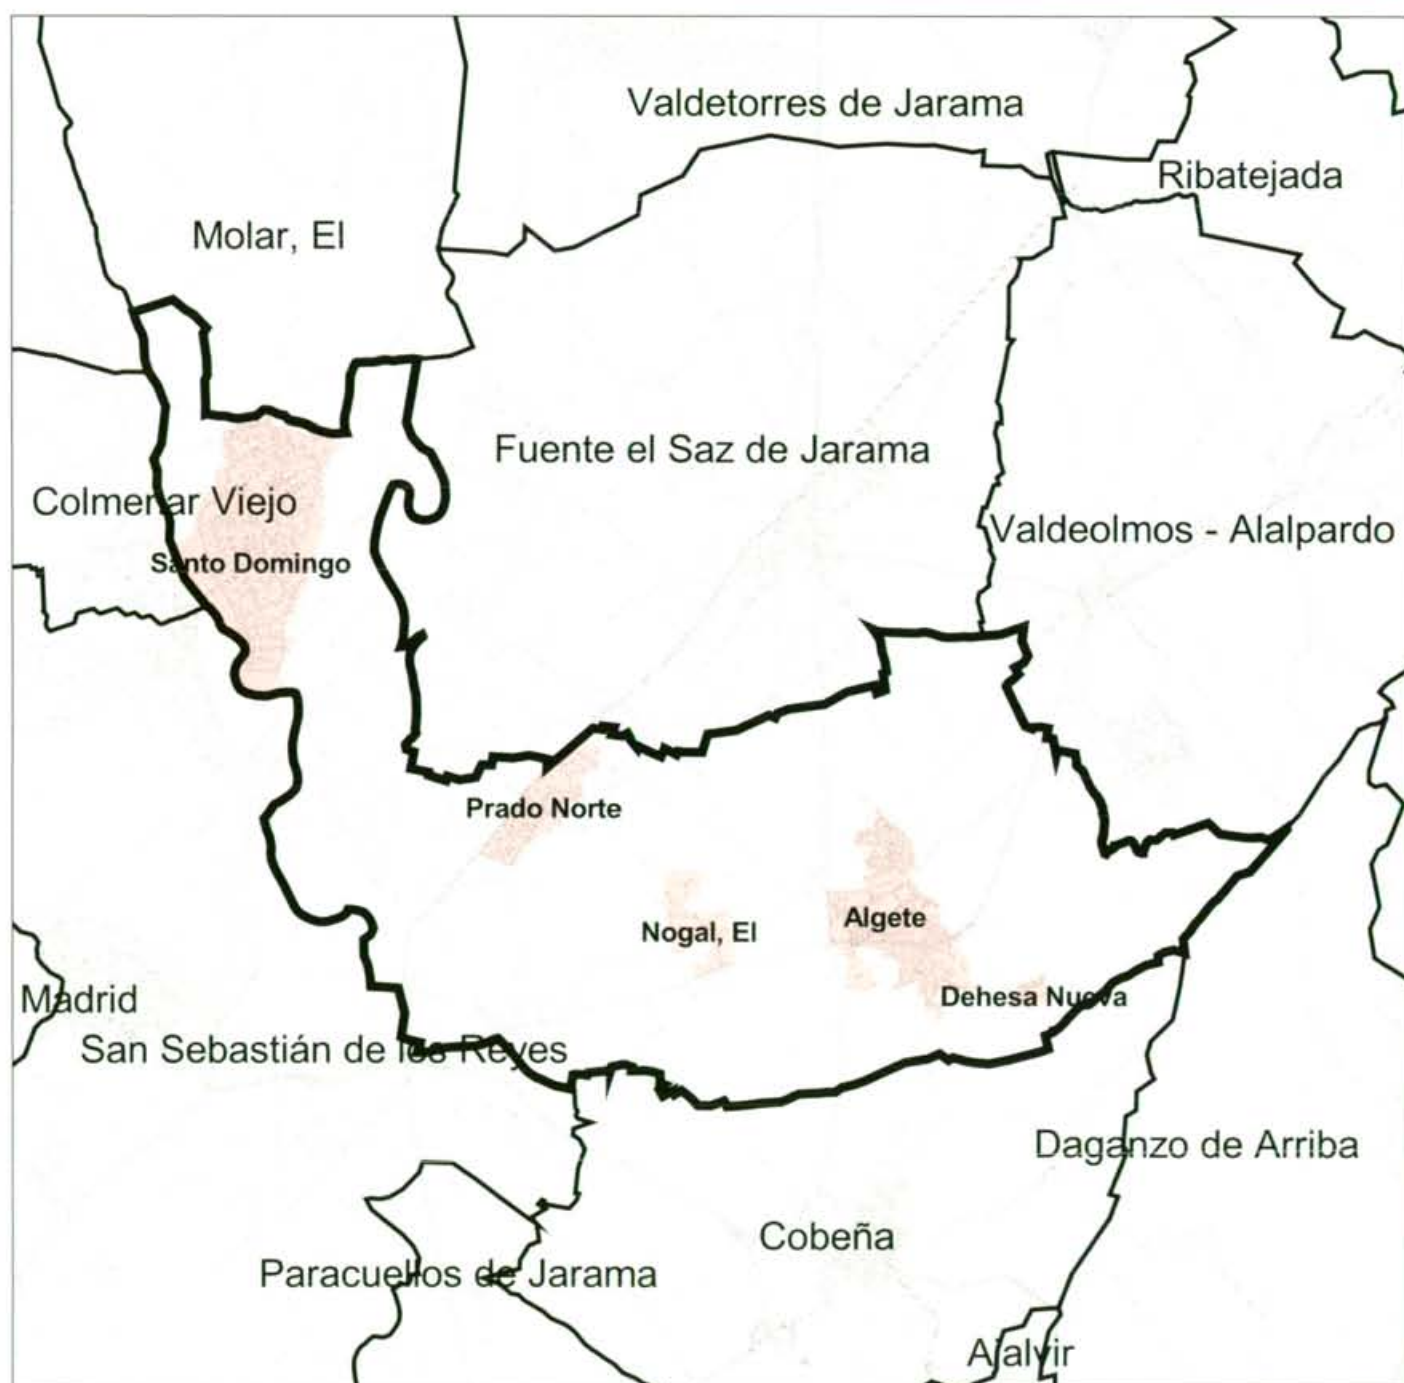 Valdetorres de Jarama
Ribatejada
Molar, El
Fuente el Saz de Jarama
Colmenar Viejo
Valdeolmos - Alalpardo
Santo Domingo
Prado Norte
Algete
Nogal, El
Dehesa Nueva
Madrid
San Sebastián de los Reyes
Daganzo de Arriba
Cobeña
Paracuellos de Jarama
Ajalvir